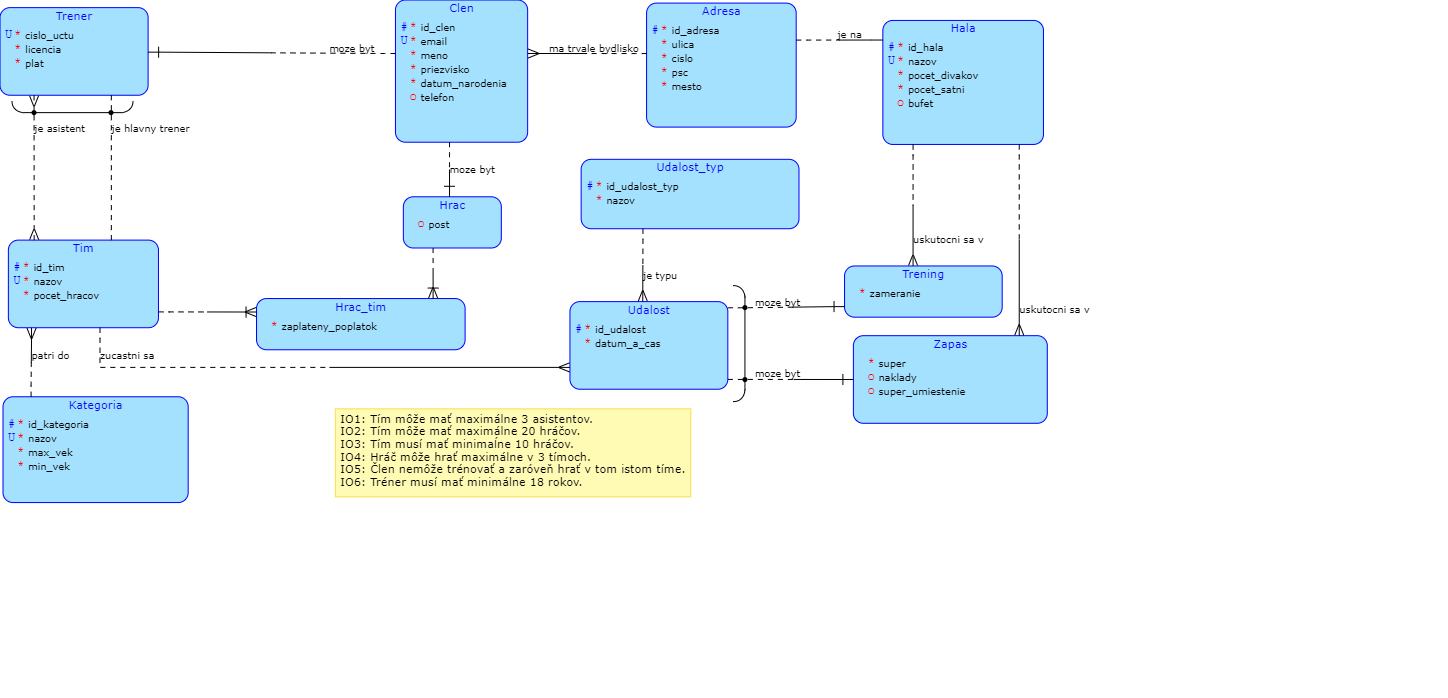 Trener
U * cislo_uctu
* licencia
* plat
Clen
# * id_clen
U * email
* meno
* priezvisko
* datum_narodenia
o telefon
Adresa
# * id_adresa
* ulica
* cislo
* psc
* mesto
Hala
# * id_hala
U * nazov
* pocet_divakov
* pocet_satni
o bufet
moze byt
ma trvale bydlisko
je na
je asistent
je hlavny trener
moze byt
Udalost_typ
# * id_udalost_typ
* nazov
Hrac
o post
uskutocni sa v
Tim
# * id_tim
U * nazov
* pocet_hracov
je typu
Trening
* zameranie
Hrac_tim
* zaplateny_poplatok
Udalost
# * id_udalost
* datum_a_cas
moze byt
uskutocni sa v
Zapas
* super
o naklady
o super_umiestenie
patri do
zucastni sa
moze byt
Kategoria
# * id_kategoria
U * nazov
* max_vek
* min_vek
IO1: Tím môže mať maximálne 3 asistentov.
IO2: Tím môže mať maximálne 20 hráčov.
IO3: Tím musí mať minimaĺne 10 hráčov.
IO4: Hráč môže hrať maximálne v 3 tímoch.
IO5: Člen nemôže trénovať a zaróveň hrať v tom istom tíme.
IO6: Tréner musí mať minimálne 18 rokov.